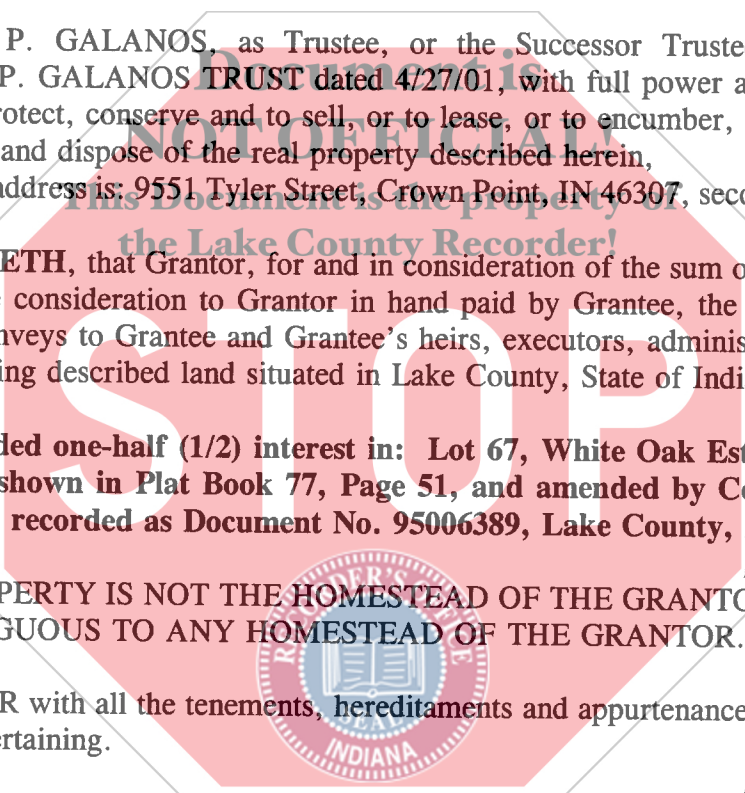 P. GALANOS, as Trustee, or the Successor Truste
P. GALANOS TRUST dated 4/27/01, with full power a
rotect, conserve and to sell, or to lease, or to encumber,
and dispose of the real property described herein,
address is: 9551 Tyler Street, Crown Point, IN 46307, seco
ETH, that Grantor, for and in consideration of the sum o
consideration to Grantor in hand paid by Grantee, the
nveys to Grantee and Grantee's heirs, executors, adminis
ing described land situated in Lake County, State of Indi
ded one-half (1/2) interest in: Lot 67, White Oak Est
shown in Plat Book 77, Page 51, and amended by Ce
recorded as Document No. 95006389, Lake County,
PERTY IS NOT THE HOMESTEAD OF THE GRANTO
GUOUS TO ANY HOMESTEAD OF THE GRANTOR.
R with all the tenements, hereditaments and appurtenance
ertaining.
Document is
NOT OFFICIAL!
This Document is the property of
the Lake County Recorder!
STOP
RECORDER'S OFFICE
SEAL
INDIANA